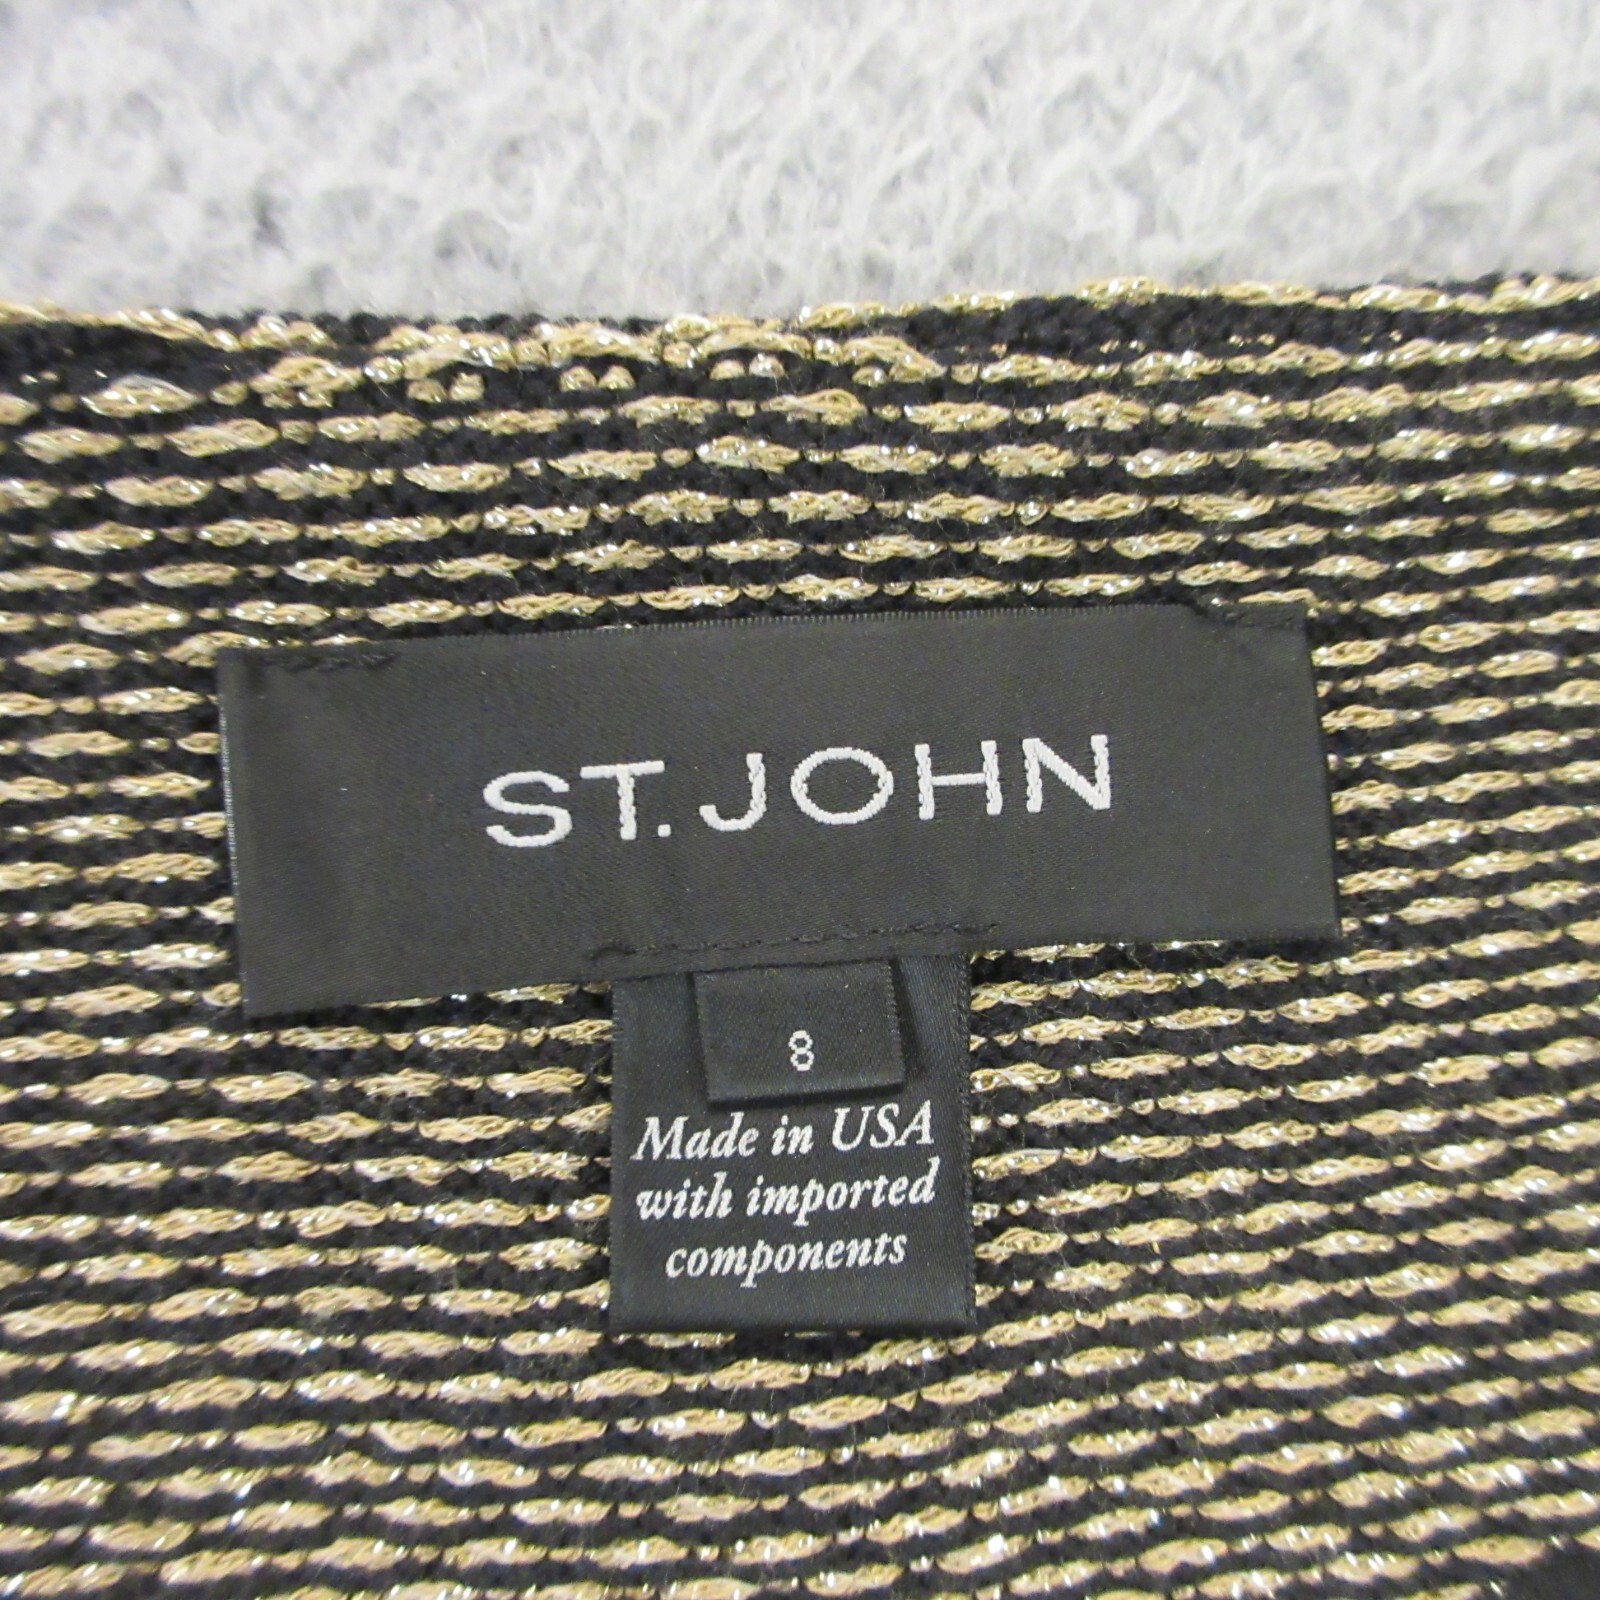 ST. JOHN
8
Made in USA
with imported
components